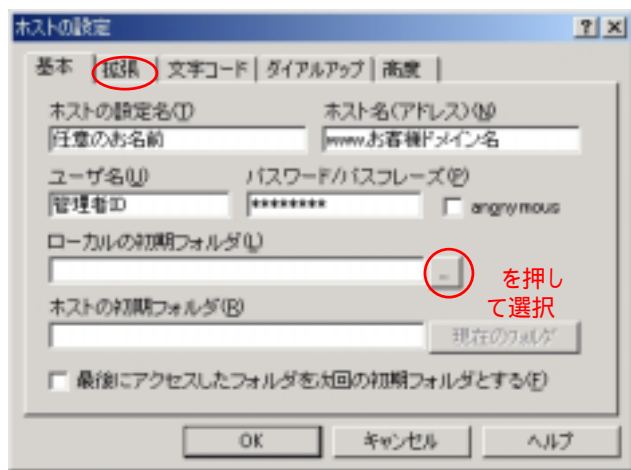 ホストの設定
基本 拡張 文字コード ダイアルアップ 高度
ホストの設定名(T) ホスト名(アドレス)(N)
任意のお名前 www.お客様ドメイン名
ユーザ名(U) パスワード/パスフレーズ(P)
管理者ID ******** anonymous
ローカルの初期フォルダ(L)
... を押し
て選択
ホストの初期フォルダ(R)
現在のフォルダ
最後にアクセスしたフォルダを次回の初期フォルダとする(F)
OK キャンセル ヘルプ